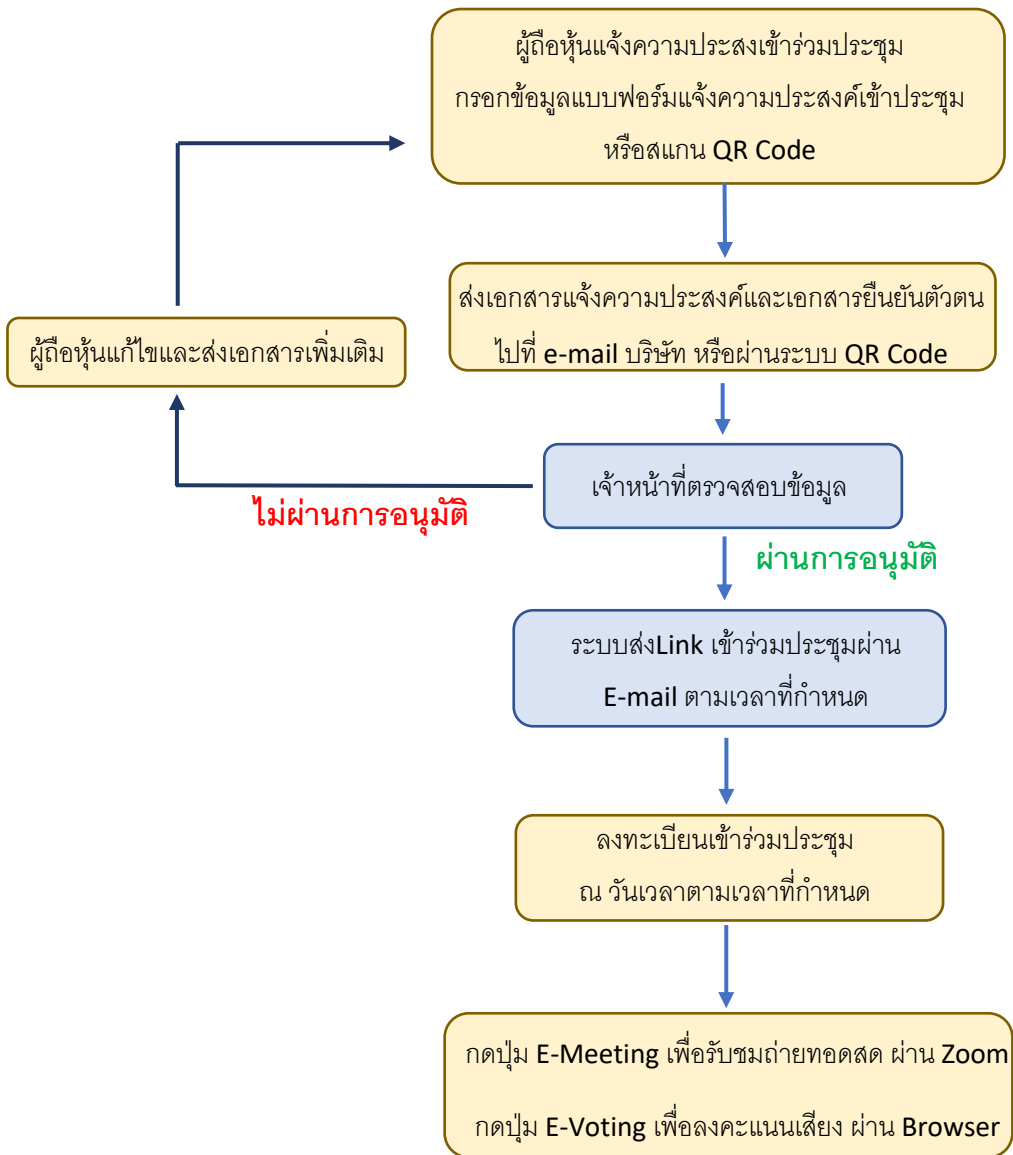 ผู้ถือหุ้นแจ้งความประสงเข้าร่วมประชุม
กรอกข้อมูลแบบฟอร์มแจ้งความประสงค์เข้าประชุม
หรือสแกน QR Code
ส่งเอกสารแจ้งความประสงค์และเอกสารยืนยันตัวตน
ไปที่ e-mail บริษัท หรือผ่านระบบ QR Code
ผู้ถือหุ้นแก้ไขและส่งเอกสารเพิ่มเติม
เจ้าหน้าที่ตรวจสอบข้อมูล
ไม่ผ่านการอนุมัติ
ผ่านการอนุมัติ
ระบบส่งLink เข้าร่วมประชุมผ่าน
E-mail ตามเวลาที่กำหนด
ลงทะเบียนเข้าร่วมประชุม
ณ วันเวลาตามเวลาที่กำหนด
กดปุ่ม E-Meeting เพื่อรับชมถ่ายทอดสด ผ่าน Zoom
กดปุ่ม E-Voting เพื่อลงคะแนนเสียง ผ่าน Browser